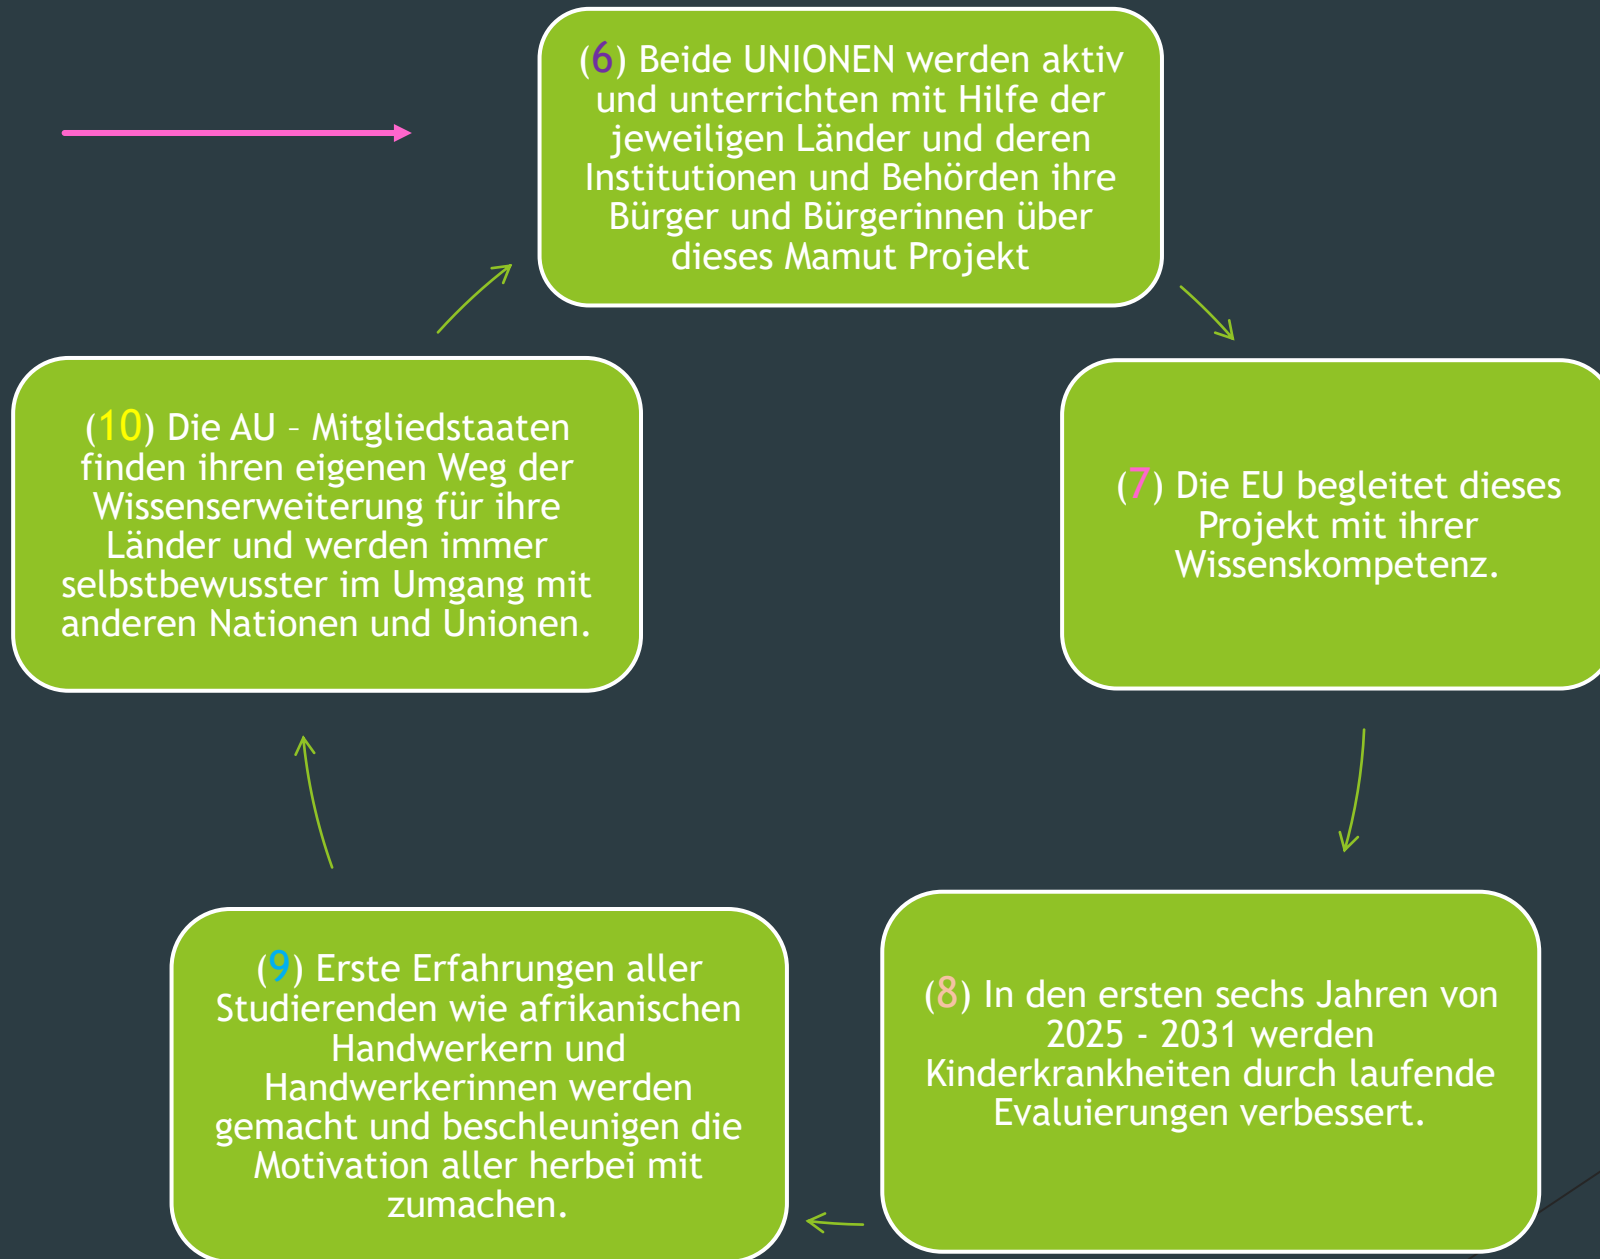 (6) Beide UNIONEN werden aktiv
und unterrichten mit Hilfe der
jeweiligen Länder und deren
Institutionen und Behörden ihre
Bürger und Bürgerinnen über
dieses Mamut Projekt
(7) Die EU begleitet dieses
Projekt mit ihrer
Wissenskompetenz.
(8) In den ersten sechs Jahren von
2025 - 2031 werden
Kinderkrankheiten durch laufende
Evaluierungen verbessert.
(9) Erste Erfahrungen aller
Studierenden wie afrikanischen
Handwerkern und
Handwerkerinnen werden
gemacht und beschleunigen die
Motivation aller herbei mit
zumachen.
(10) Die AU – Mitgliedstaaten
finden ihren eigenen Weg der
Wissenserweiterung für ihre
Länder und werden immer
selbstbewusster im Umgang mit
anderen Nationen und Unionen.